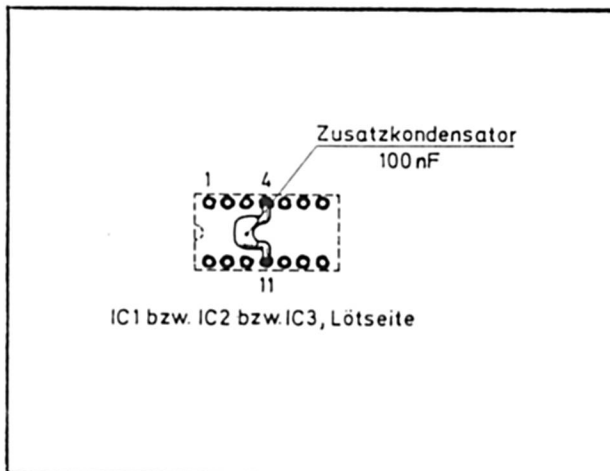 Zusatzkondensator
100 nF
1 4
11
IC1 bzw. IC2 bzw. IC3, Lötseite